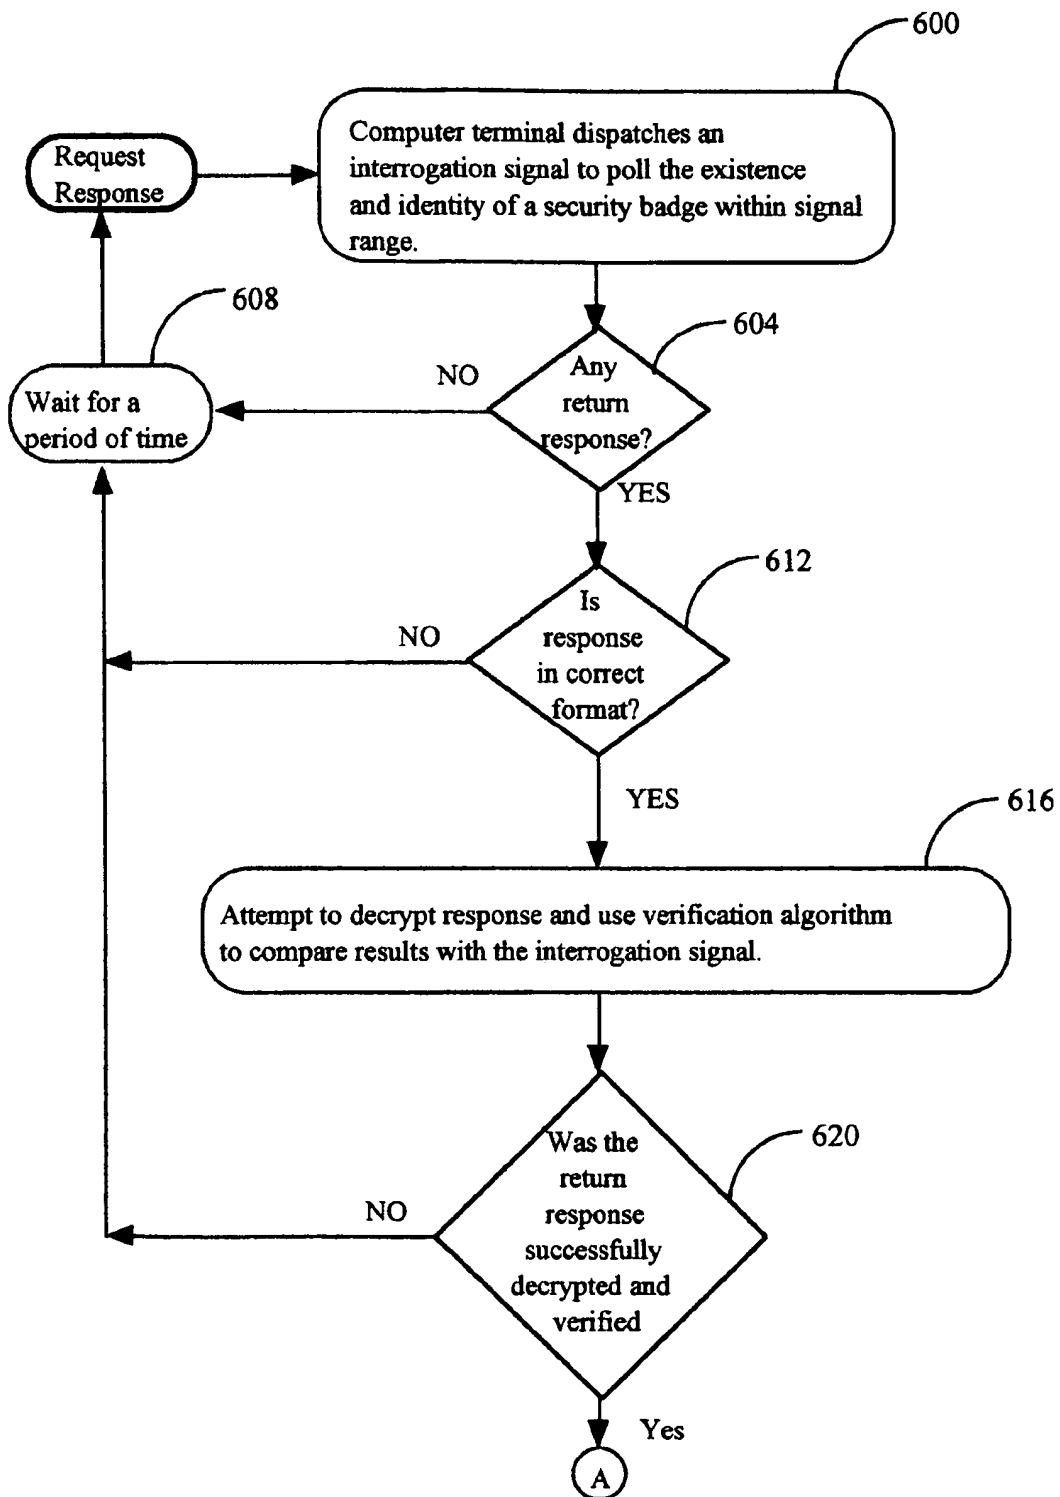 600
Computer terminal dispatches an
interrogation signal to poll the existence
and identity of a security badge within signal
range.
Request
Response
608
604
Any
return
response?
NO
Wait for a
period of time
YES
612
Is
response
in correct
format?
NO
YES
616
Attempt to decrypt response and use verification algorithm
to compare results with the interrogation signal.
620
Was the
return
response
successfully
decrypted and
verified
NO
Yes
A